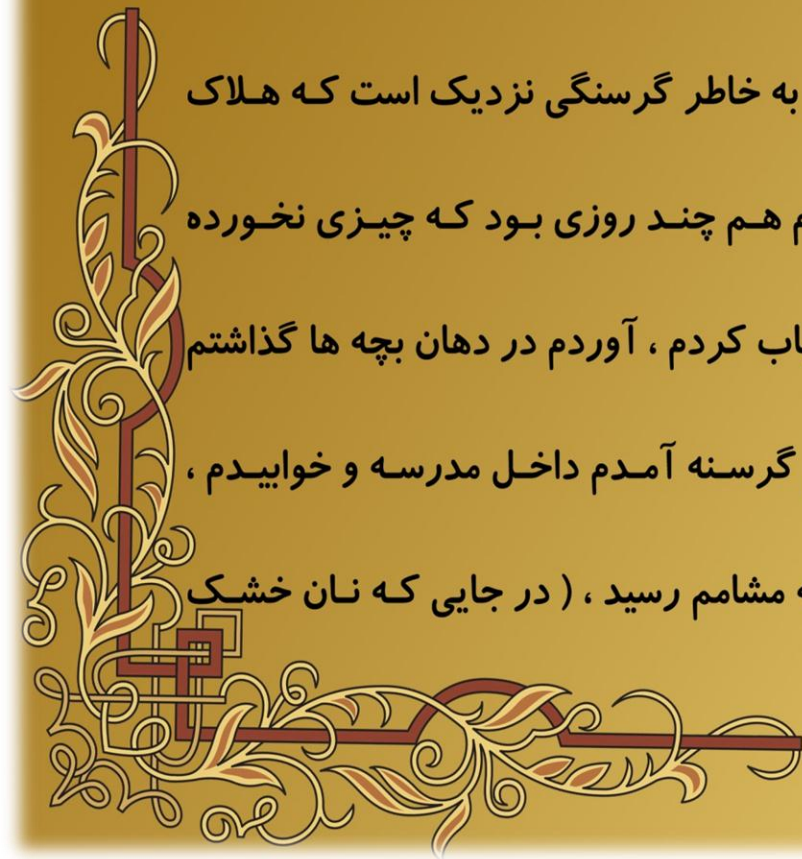 به خاطر گرسنگی نزدیک است که هلاک
هم چند روزی بود که چیزی نخورده
کردم ، آوردم در دهان بچه ها گذاشتم
گرسنه آمدم داخل مدرسه و خوابیدم ،
مشامم رسید ، ( در جایی که نان خشک